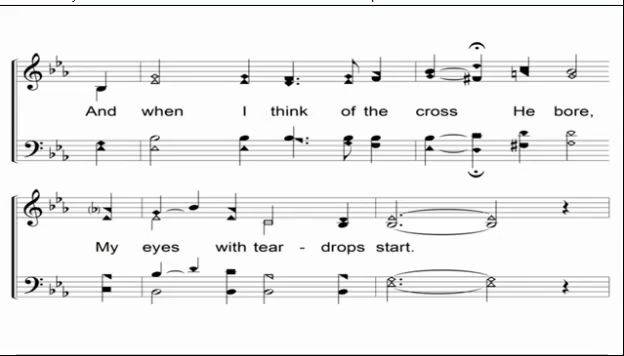 And when I think of the cross He bore,
My eyes with tear - drops start.